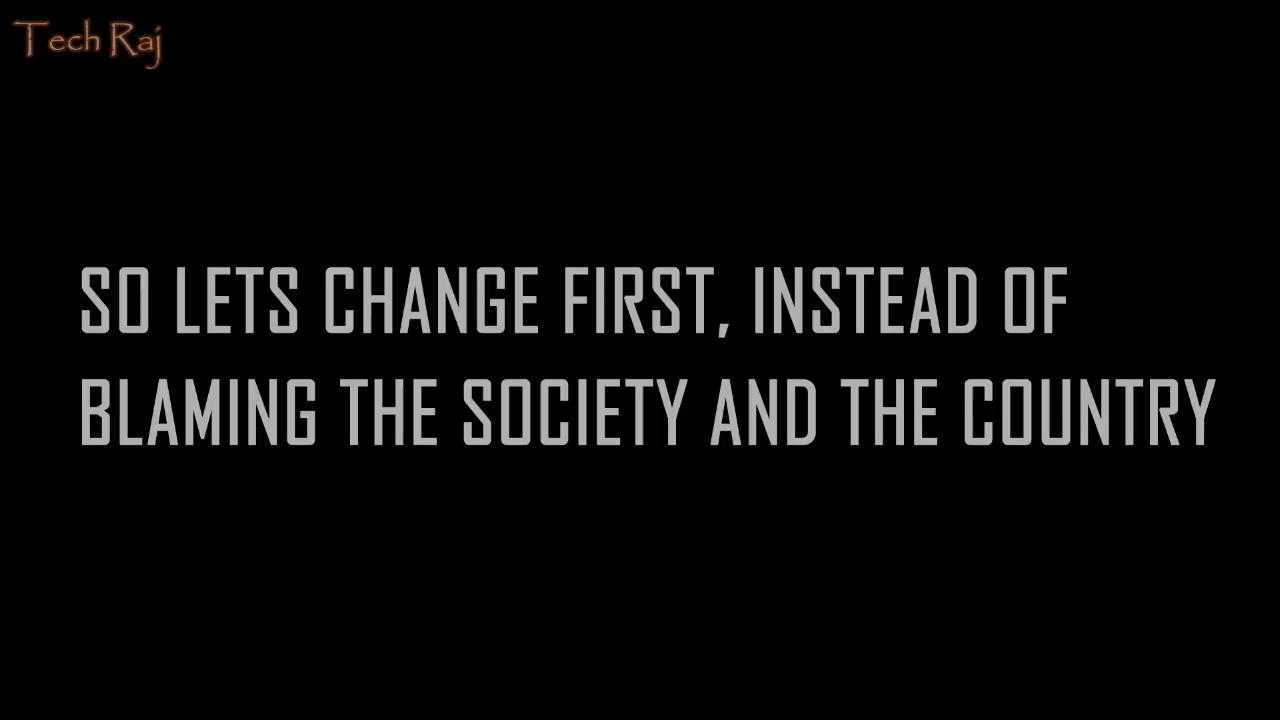 Tech Raj
SO LETS CHANGE FIRST, INSTEAD OF
BLAMING THE SOCIETY AND THE COUNTRY